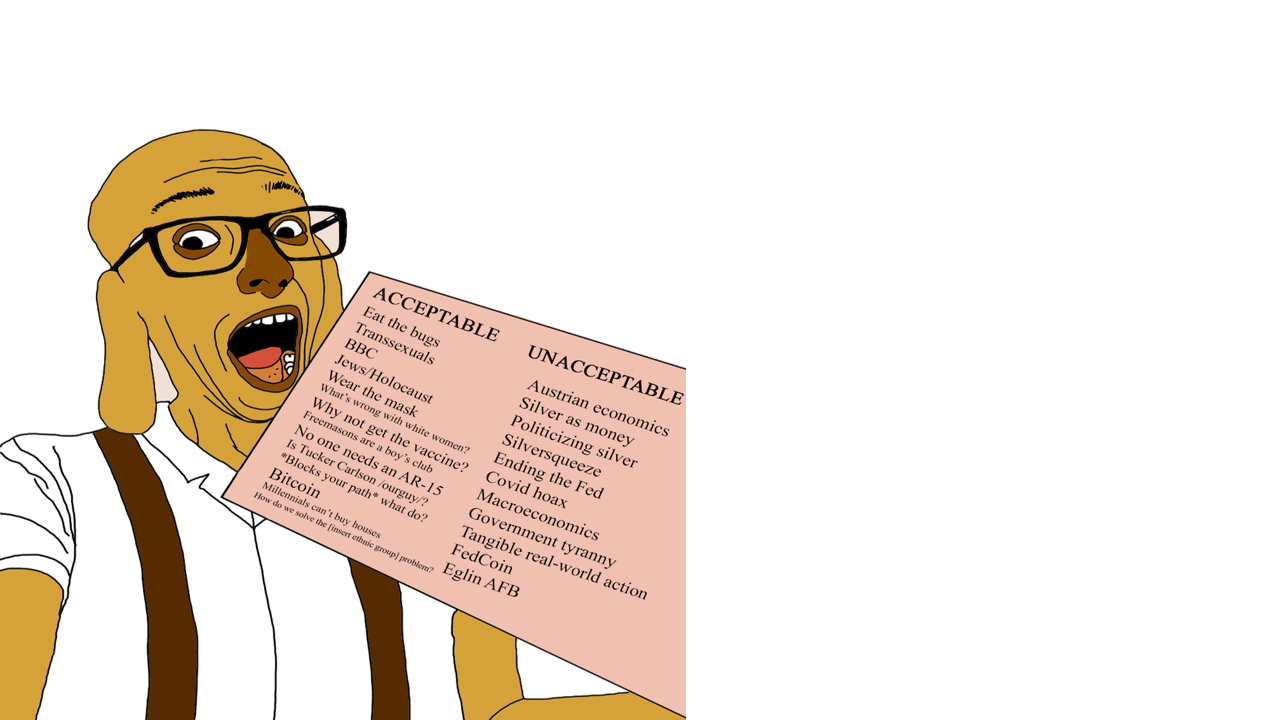 ACCEPTABLE
Eat the bugs
Transsexuals
BBC
Jews/Holocaust
Wear the mask
What's wrong with white women?
Why not get the vaccine?
Freemasons are a boy's club
No one needs an AR-15
Is Tucker Carlson /ourguy/?
*Blocks your path* what do?
Bitcoin
Millennials can't buy houses
How do we solve the [insert ethnic group] problem?
UNACCEPTABLE
Austrian economics
Silver as money
Politicizing silver
Silversqueeze
Ending the Fed
Covid hoax
Macroeconomics
Government tyranny
Tangible real-world action
FedCoin
Eglin AFB